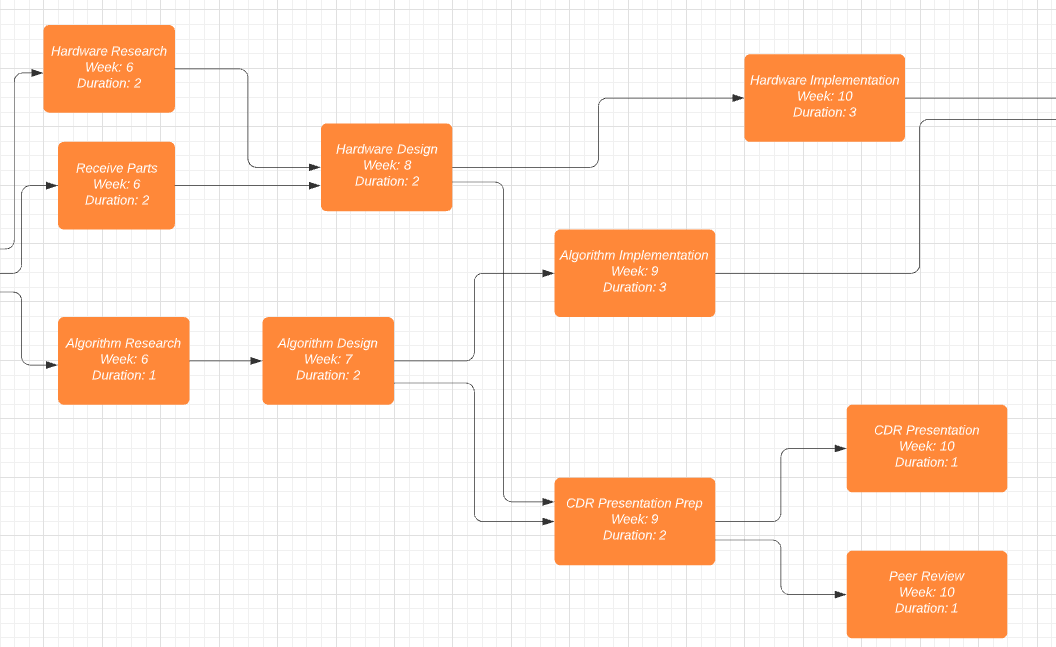 Hardware Research
Week: 6
Duration: 2
Receive Parts
Week: 6
Duration: 2
Algorithm Research
Week: 6
Duration: 1
Hardware Design
Week: 8
Duration: 2
Algorithm Design
Week: 7
Duration: 2
Hardware Implementation
Week: 10
Duration: 3
Algorithm Implementation
Week: 9
Duration: 3
CDR Presentation Prep
Week: 9
Duration: 2
CDR Presentation
Week: 10
Duration: 1
Peer Review
Week: 10
Duration: 1